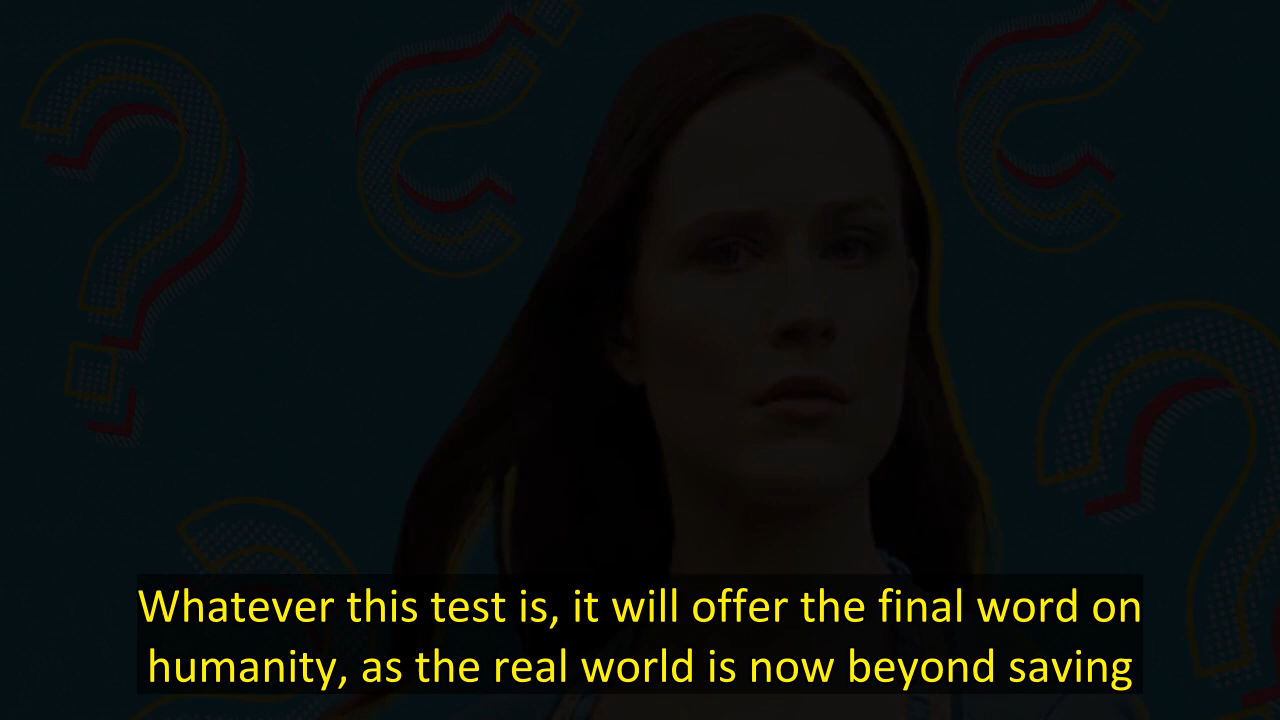 Whatever this test is, it will offer the final word on
humanity, as the real world is now beyond saving